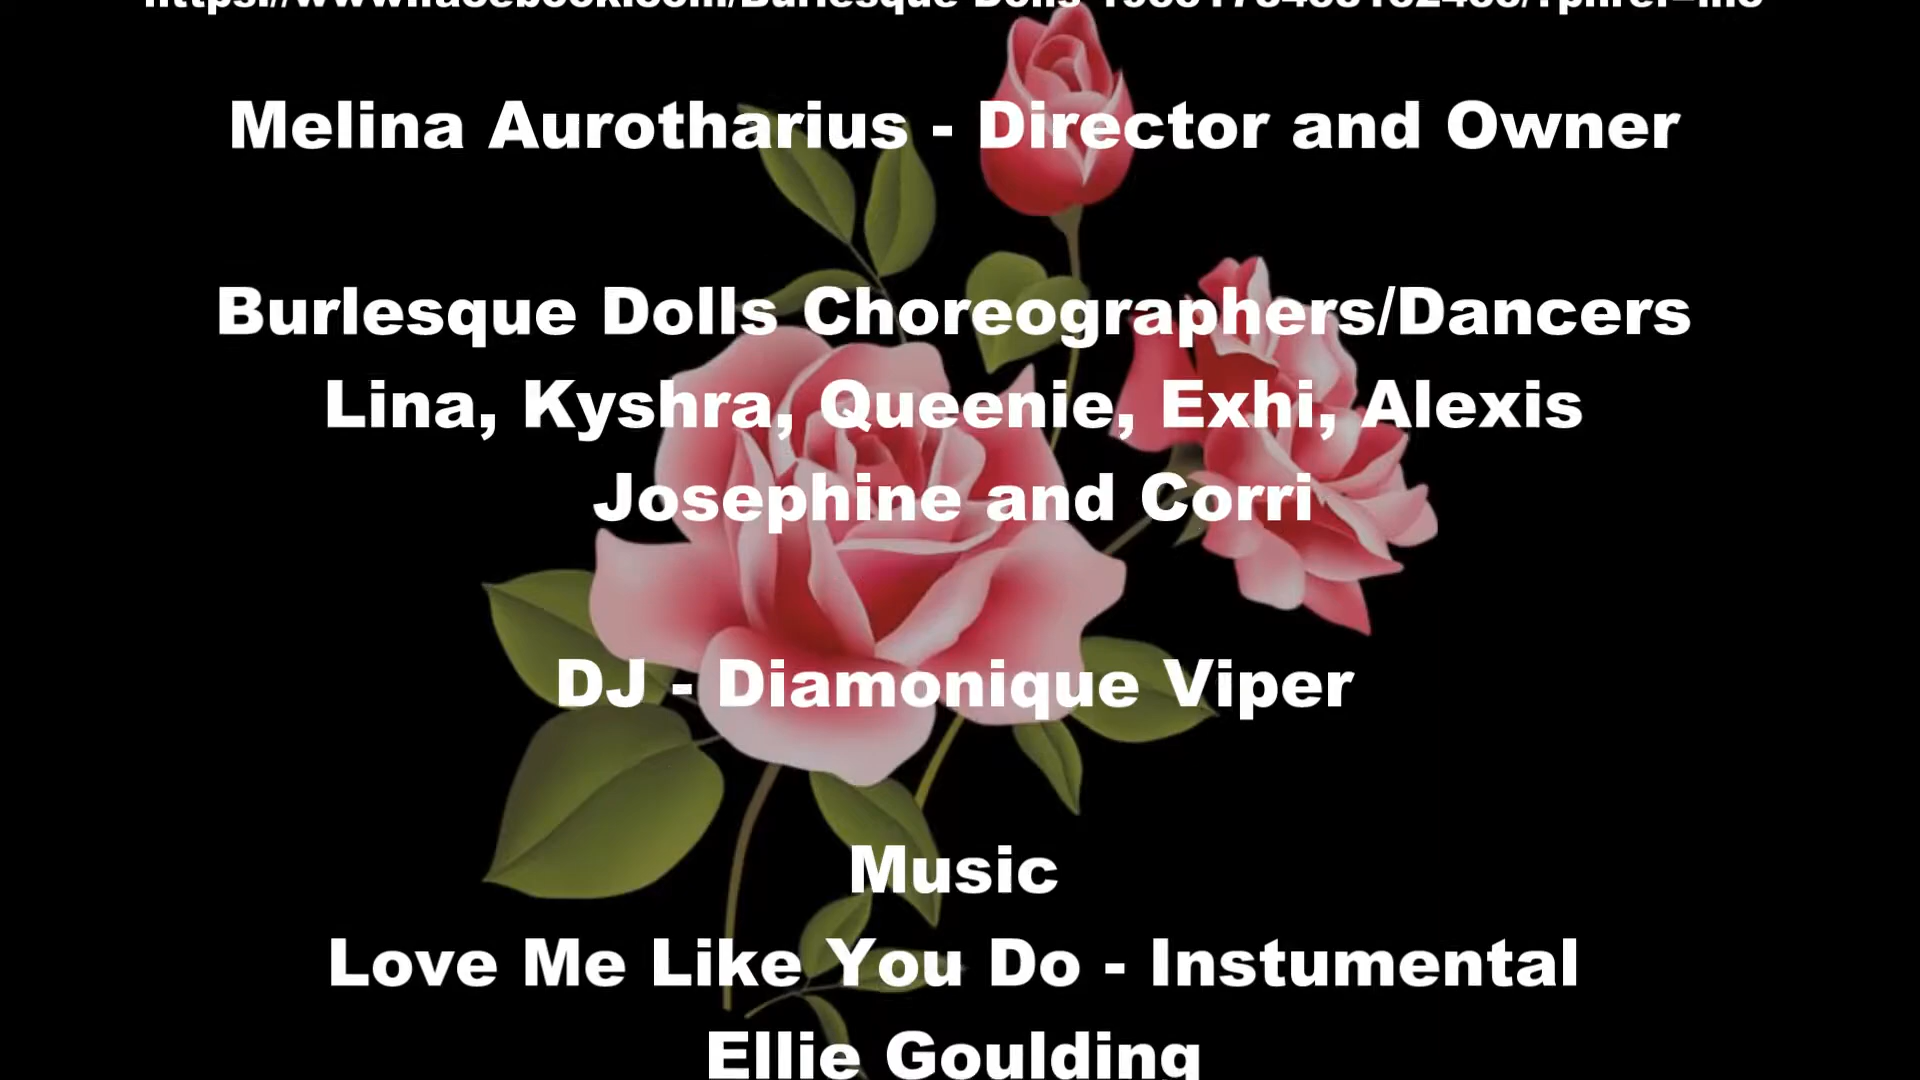 Melina Aurotharius - Director and Owner
Burlesque Dolls Choreographers/Dancers
Lina, Kyshra, Queenie, Exhi, Alexis
Josephine and Corri
DJ - Diamonique Viper
Music
Love Me Like You Do - Instumental
Ellie Goulding